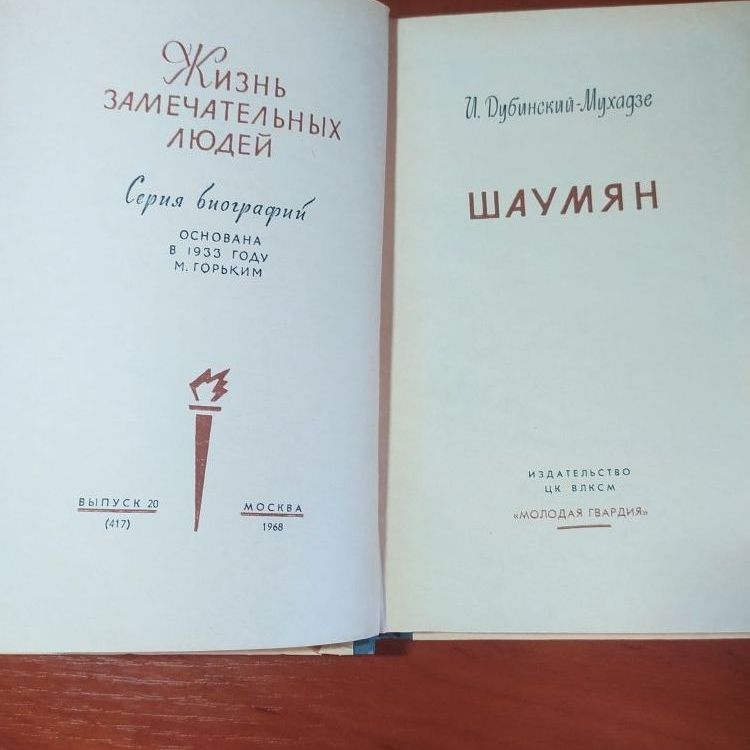 Жизнь
ЗАМЕЧАТЕЛЬНЫХ
ЛЮДЕЙ
Серия биографий
ОСНОВАНА
В 1933 ГОДУ
М. ГОРЬКИМ
ВЫПУСК 20
(417)
МОСКВА
1968
И. Дубинский-Мухадзе
ШАУМЯН
ИЗДАТЕЛЬСТВО
ЦК ВЛКСМ
«МОЛОДАЯ ГВАРДИЯ»